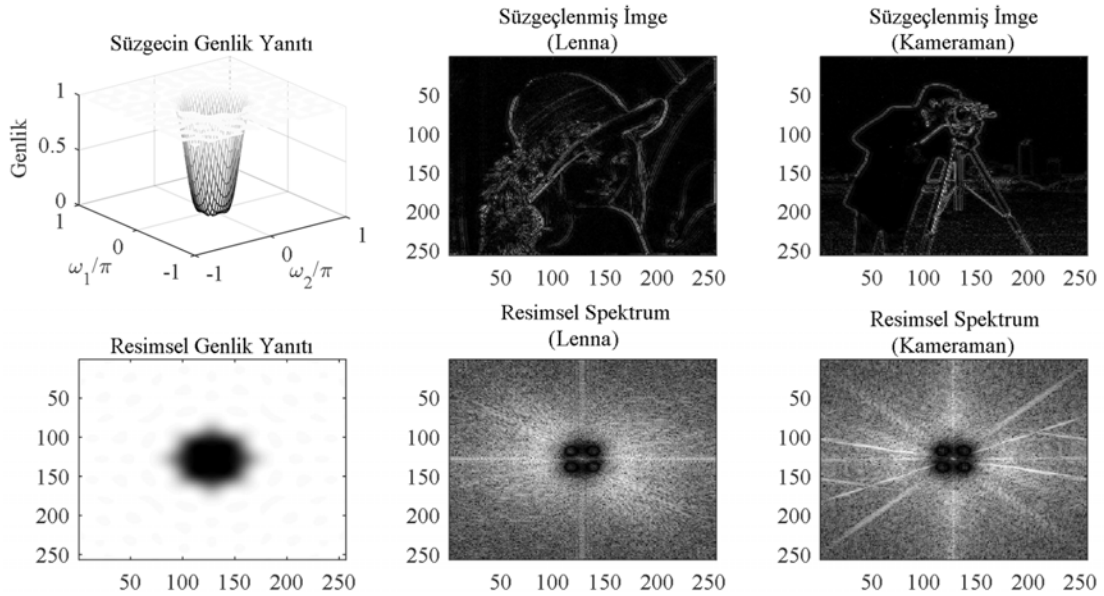 Süzgecin Genlik Yanıtı
Genlik
1
0.5
0
1
0
-1
ω₁/π
-1
0
1
ω₂/π
Süzgeçlenmiş İmge
(Lenna)
50
100
150
200
250
50 100 150 200 250
Süzgeçlenmiş İmge
(Kameraman)
50
100
150
200
250
50 100 150 200 250
Resimsel Genlik Yanıtı
50
100
150
200
250
50 100 150 200 250
Resimsel Spektrum
(Lenna)
50
100
150
200
250
50 100 150 200 250
Resimsel Spektrum
(Kameraman)
50
100
150
200
250
50 100 150 200 250